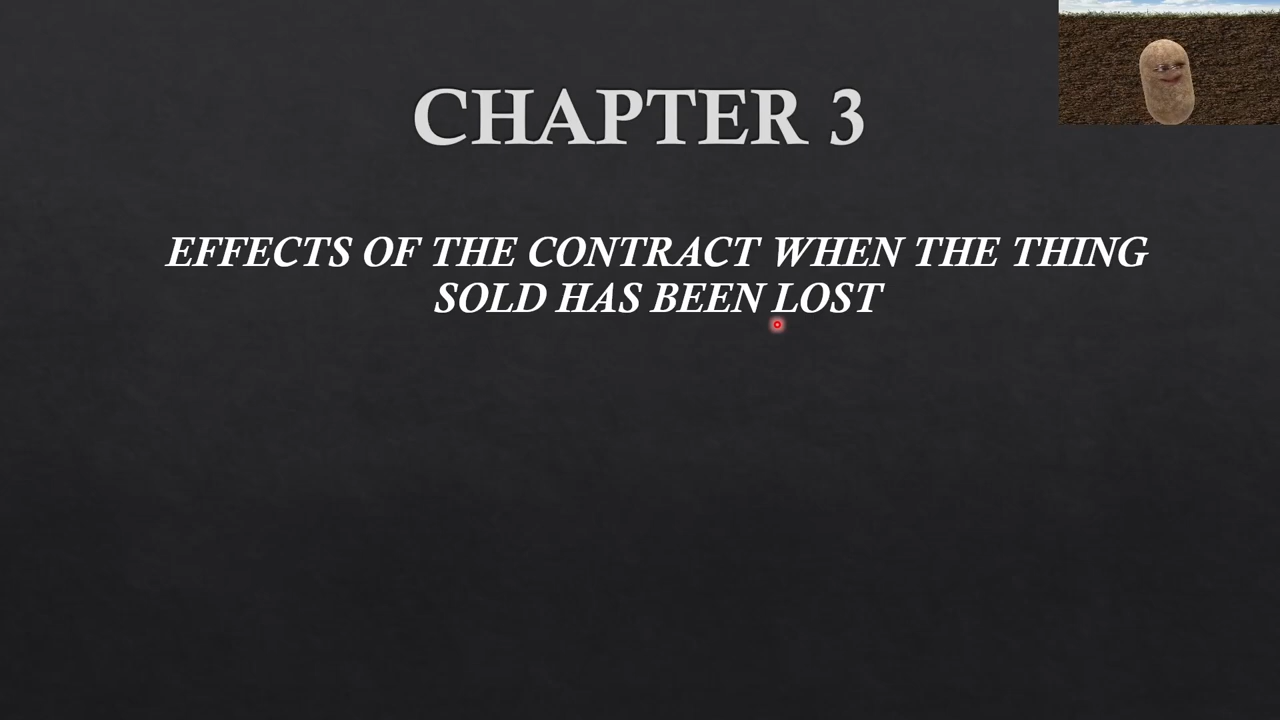 CHAPTER 3
EFFECTS OF THE CONTRACT WHEN THE THING
SOLD HAS BEEN LOST